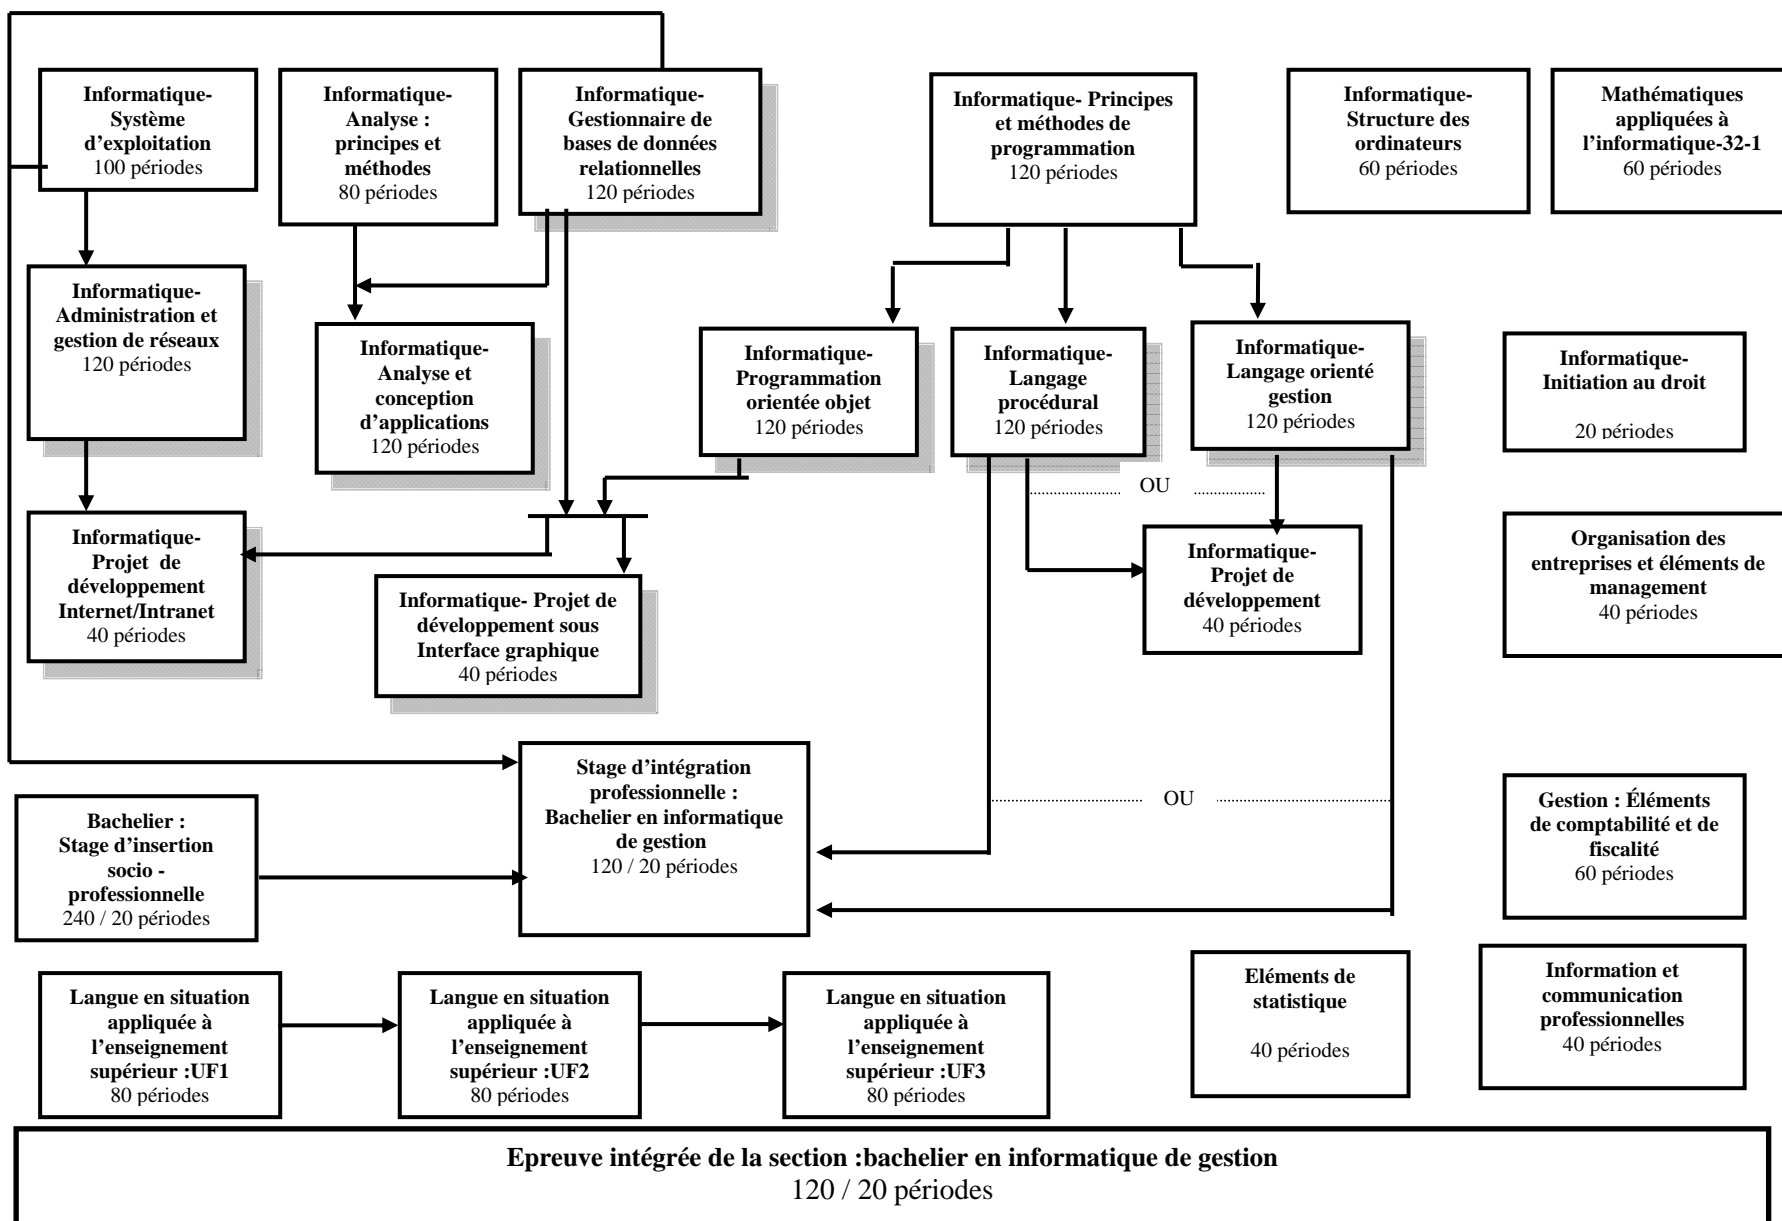 Informatique-
Système
d’exploitation
100 périodes
Informatique-
Analyse :
principes et
méthodes
80 périodes
Informatique-
Gestionnaire de
bases de données
relationnelles
120 périodes
Informatique- Principes
et méthodes de
programmation
120 périodes
Informatique-
Structure des
ordinateurs
60 périodes
Mathématiques
appliquées à
l’informatique-32-1
60 périodes
Informatique-
Administration et
gestion de réseaux
120 périodes
Informatique-
Analyse et
conception
d’applications
120 périodes
Informatique-
Programmation
orientée objet
120 périodes
Informatique-
Langage
procédural
120 périodes
Informatique-
Langage orienté
gestion
120 périodes
Informatique-
Initiation au droit
20 périodes
OU
Informatique-
Projet  de
développement
Internet/Intranet
40 périodes
Informatique- Projet de
développement sous
Interface graphique
40 périodes
Informatique-
Projet de
développement
40 périodes
Organisation des
entreprises et éléments de
management
40 périodes
Stage d’intégration
professionnelle :
Bachelier en informatique
de gestion
120 / 20 périodes
OU
Bachelier :
Stage d’insertion
socio -
professionnelle
240 / 20 périodes
Gestion : Éléments
de comptabilité et de
fiscalité
60 périodes
Langue en situation
appliquée à
l’enseignement
supérieur :UF1
80 périodes
Langue en situation
appliquée à
l’enseignement
supérieur :UF2
80 périodes
Langue en situation
appliquée à
l’enseignement
supérieur :UF3
80 périodes
Eléments de
statistique
40 périodes
Information et
communication
professionnelles
40 périodes
Epreuve intégrée de la section :bachelier en informatique de gestion
120 / 20 périodes